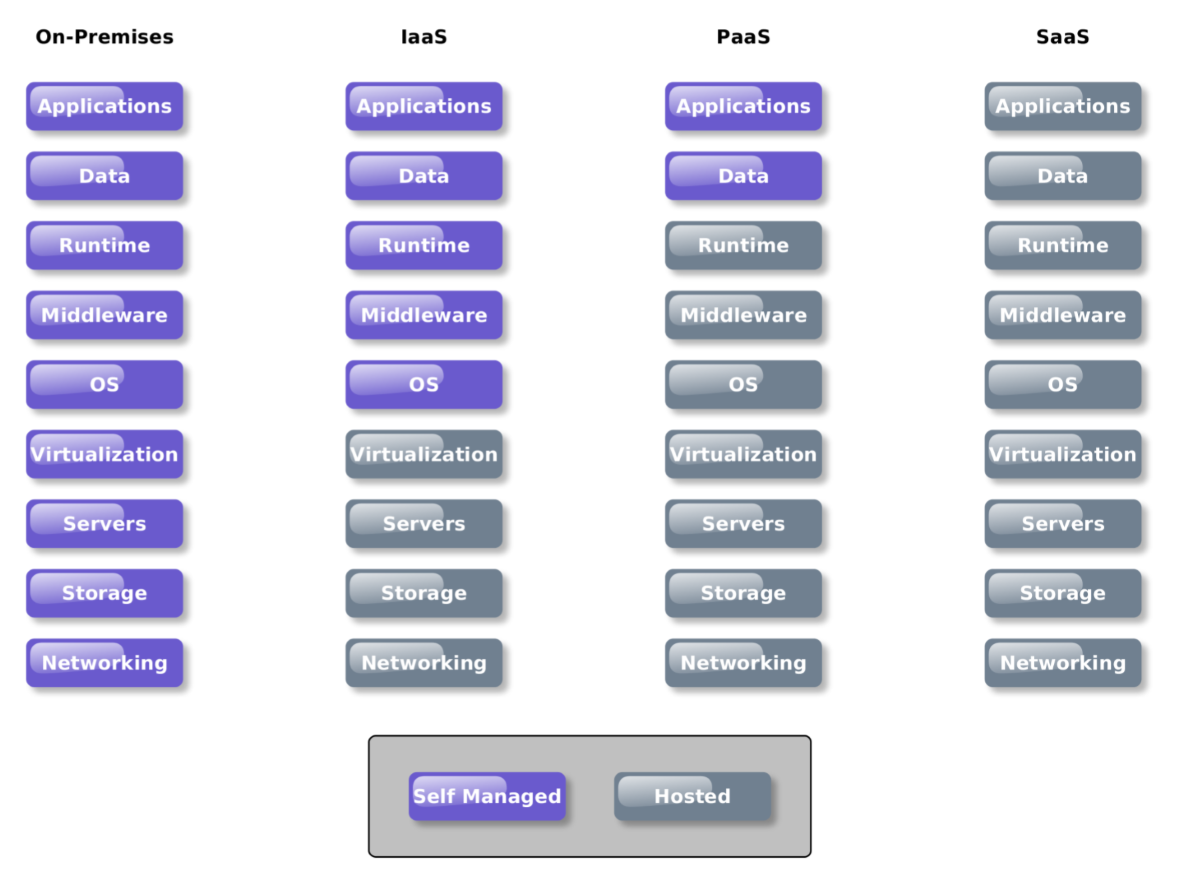 On-Premises IaaS PaaS SaaS
Applications Applications Applications Applications
Data Data Data Data
Runtime Runtime Runtime Runtime
Middleware Middleware Middleware Middleware
OS OS OS OS
Virtualization Virtualization Virtualization Virtualization
Servers Servers Servers Servers
Storage Storage Storage Storage
Networking Networking Networking Networking
Self Managed Hosted